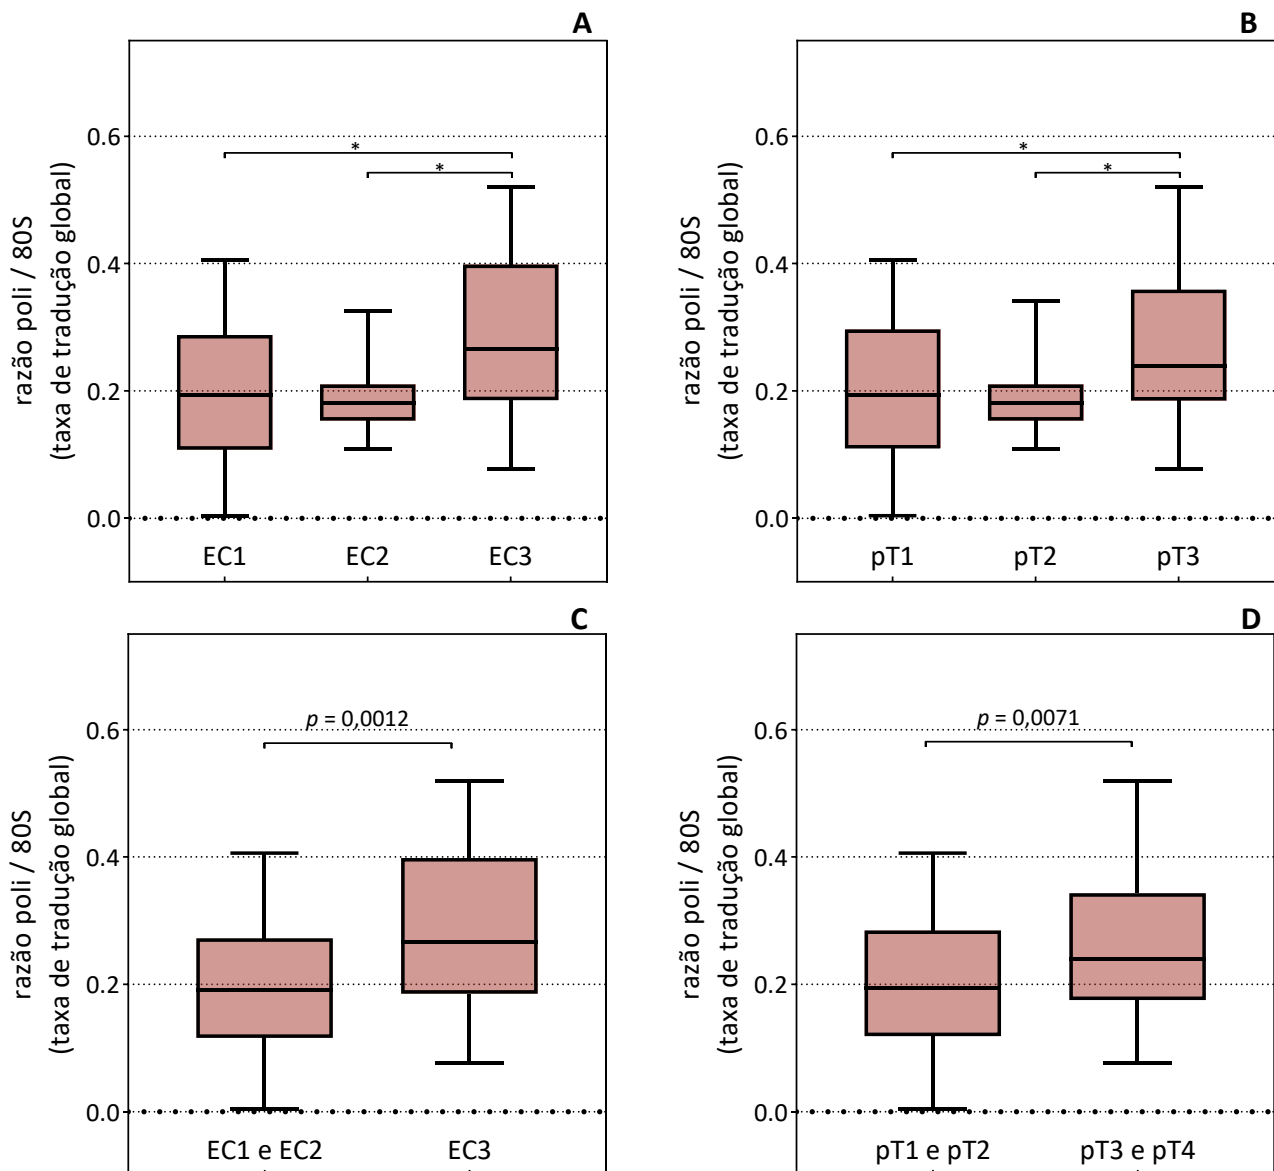 A
razão poli / 80S
(taxa de tradução global)
0.6
0.4
0.2
0.0
*
*
EC1 EC2 EC3
B
razão poli / 80S
(taxa de tradução global)
0.6
0.4
0.2
0.0
*
*
pT1 pT2 pT3
C
razão poli / 80S
(taxa de tradução global)
0.6
0.4
0.2
0.0
p = 0,0012
EC1 e EC2 EC3
D
razão poli / 80S
(taxa de tradução global)
0.6
0.4
0.2
0.0
p = 0,0071
pT1 e pT2 pT3 e pT4